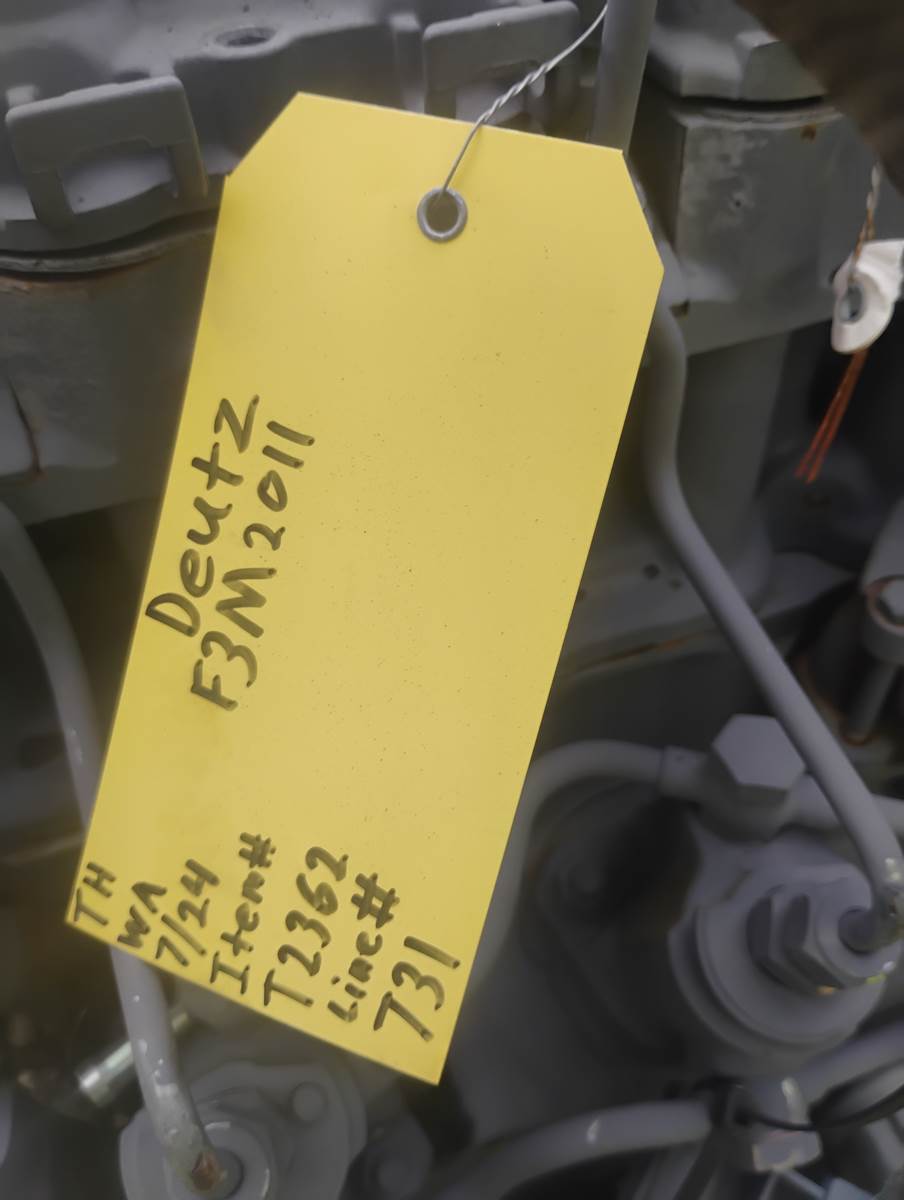 Deutz
F3M2011
TH
WA
7/24
Item#
T2362
Line#
731